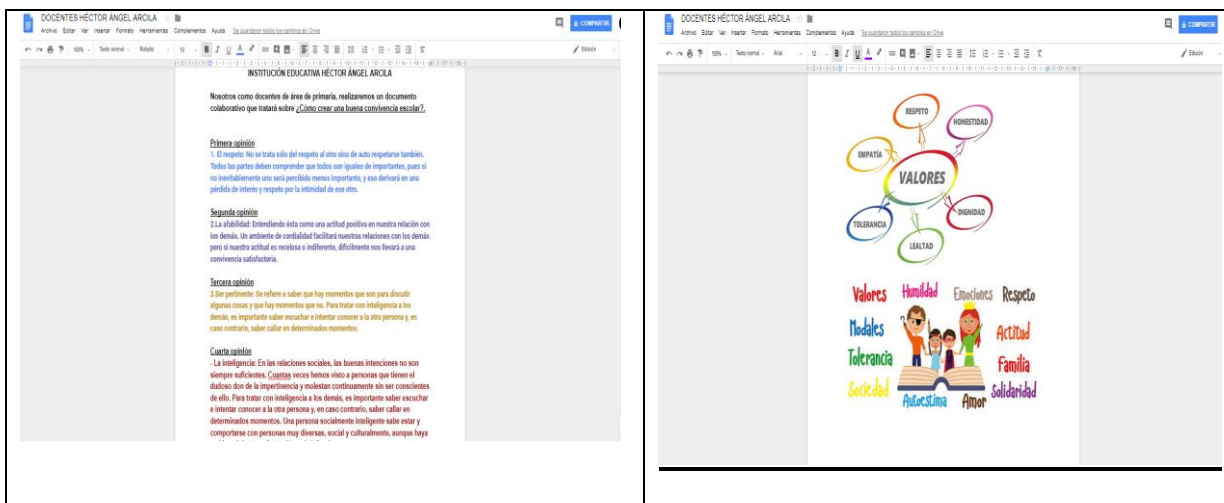 DOCENTES HÉCTOR ÁNGEL ARCILA
COMPARTIR
Archivo Editar Ver Insertar Formato Herramientas Complementos Ayuda Se guardaron todos los cambios en Drive
100% Texto normal Roboto 12 Edición
INSTITUCIÓN EDUCATIVA HÉCTOR ÁNGEL ARCILA
Nosotros como docentes de área de primaria, realizaremos un documento
colaborativo que tratará sobre ¿Cómo crear una buena convivencia escolar?.
Primera opinión
1. El respeto: No se trata sólo del respeto al otro sino de auto respetarse también.
Todas las partes deben comprender que todos son iguales de importantes, pues si
no inevitablemente uno será percibido menos importante, y eso derivará en una
pérdida de interés y respeto por la intimidad de ese otro.
Segunda opinión
2.La afabilidad: Entendiendo ésta como una actitud positiva en nuestra relación con
los demás. Un ambiente de cordialidad facilitará nuestras relaciones con los demás
pero si nuestra actitud es recelosa o indiferente, difícilmente nos llevará a una
convivencia satisfactoria.
Tercera opinión
3.Ser pertinente: Se refiere a saber que hay momentos que son para discutir
algunas cosas y que hay momentos que no. Para tratar con inteligencia a los
demás, es importante saber escuchar e intentar conocer a la otra persona y, en
caso contrario, saber callar en determinados momentos.
Cuarta opinión
- La inteligencia: En las relaciones sociales, las buenas intenciones no son
siempre suficientes. Cuantas veces hemos visto a personas que tienen el
dudoso don de la impertinencia y molestan continuamente sin ser conscientes
de ello. Para tratar con inteligencia a los demás, es importante saber escuchar
e intentar conocer a la otra persona y, en caso contrario, saber callar en
determinados momentos. Una persona socialmente inteligente sabe estar y
comportarse con personas muy diversas, social y culturalmente, aunque haya
DOCENTES HÉCTOR ÁNGEL ARCILA
COMPARTIR
Archivo Editar Ver Insertar Formato Herramientas Complementos Ayuda Se guardaron todos los cambios en Drive
100% Texto normal Arial 12 Edición
RESPETO
HONESTIDAD
EMPATÍA
VALORES
DIGNIDAD
TOLERANCIA
LEALTAD
Valores Humildad Emociones Respeto
Modales Actitud
Tolerancia Familia
Sociedad Autoestima Amor Solidaridad